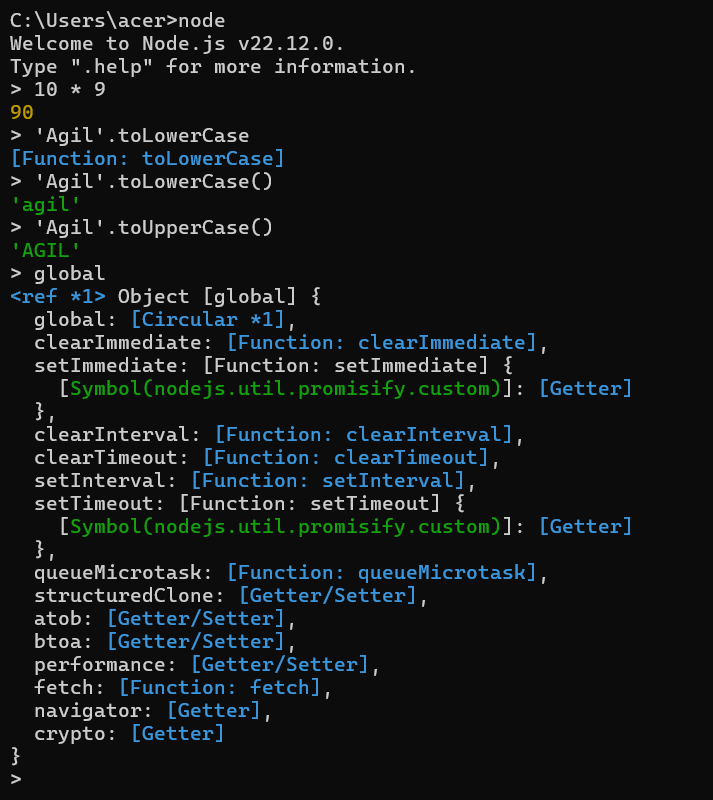 C:\Users\acer>node
Welcome to Node.js v22.12.0.
Type ".help" for more information.
> 10 * 9
90
> 'Agil'.toLowerCase
[Function: toLowerCase]
> 'Agil'.toLowerCase()
'agil'
> 'Agil'.toUpperCase()
'AGIL'
> global
<ref *1> Object [global] {
  global: [Circular *1],
  clearImmediate: [Function: clearImmediate],
  setImmediate: [Function: setImmediate] {
    [Symbol(nodejs.util.promisify.custom)]: [Getter]
  },
  clearInterval: [Function: clearInterval],
  clearTimeout: [Function: clearTimeout],
  setInterval: [Function: setInterval],
  setTimeout: [Function: setTimeout] {
    [Symbol(nodejs.util.promisify.custom)]: [Getter]
  },
  queueMicrotask: [Function: queueMicrotask],
  structuredClone: [Getter/Setter],
  atob: [Getter/Setter],
  btoa: [Getter/Setter],
  performance: [Getter/Setter],
  fetch: [Function: fetch],
  navigator: [Getter],
  crypto: [Getter]
}
>